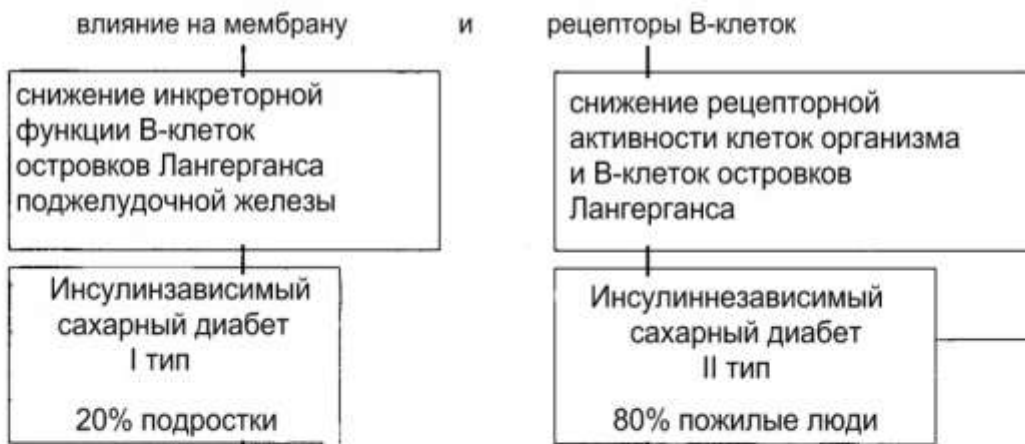 влияние на мембрану и рецепторы В-клеток
снижение инкреторной
функции В-клеток
островков Лангерганса
поджелудочной железы
снижение рецепторной
активности клеток организма
и В-клеток островков
Лангерганса
Инсулинзависимый
сахарный диабет
I тип
20% подростки
Инсулиннезависимый
сахарный диабет
II тип
80% пожилые люди